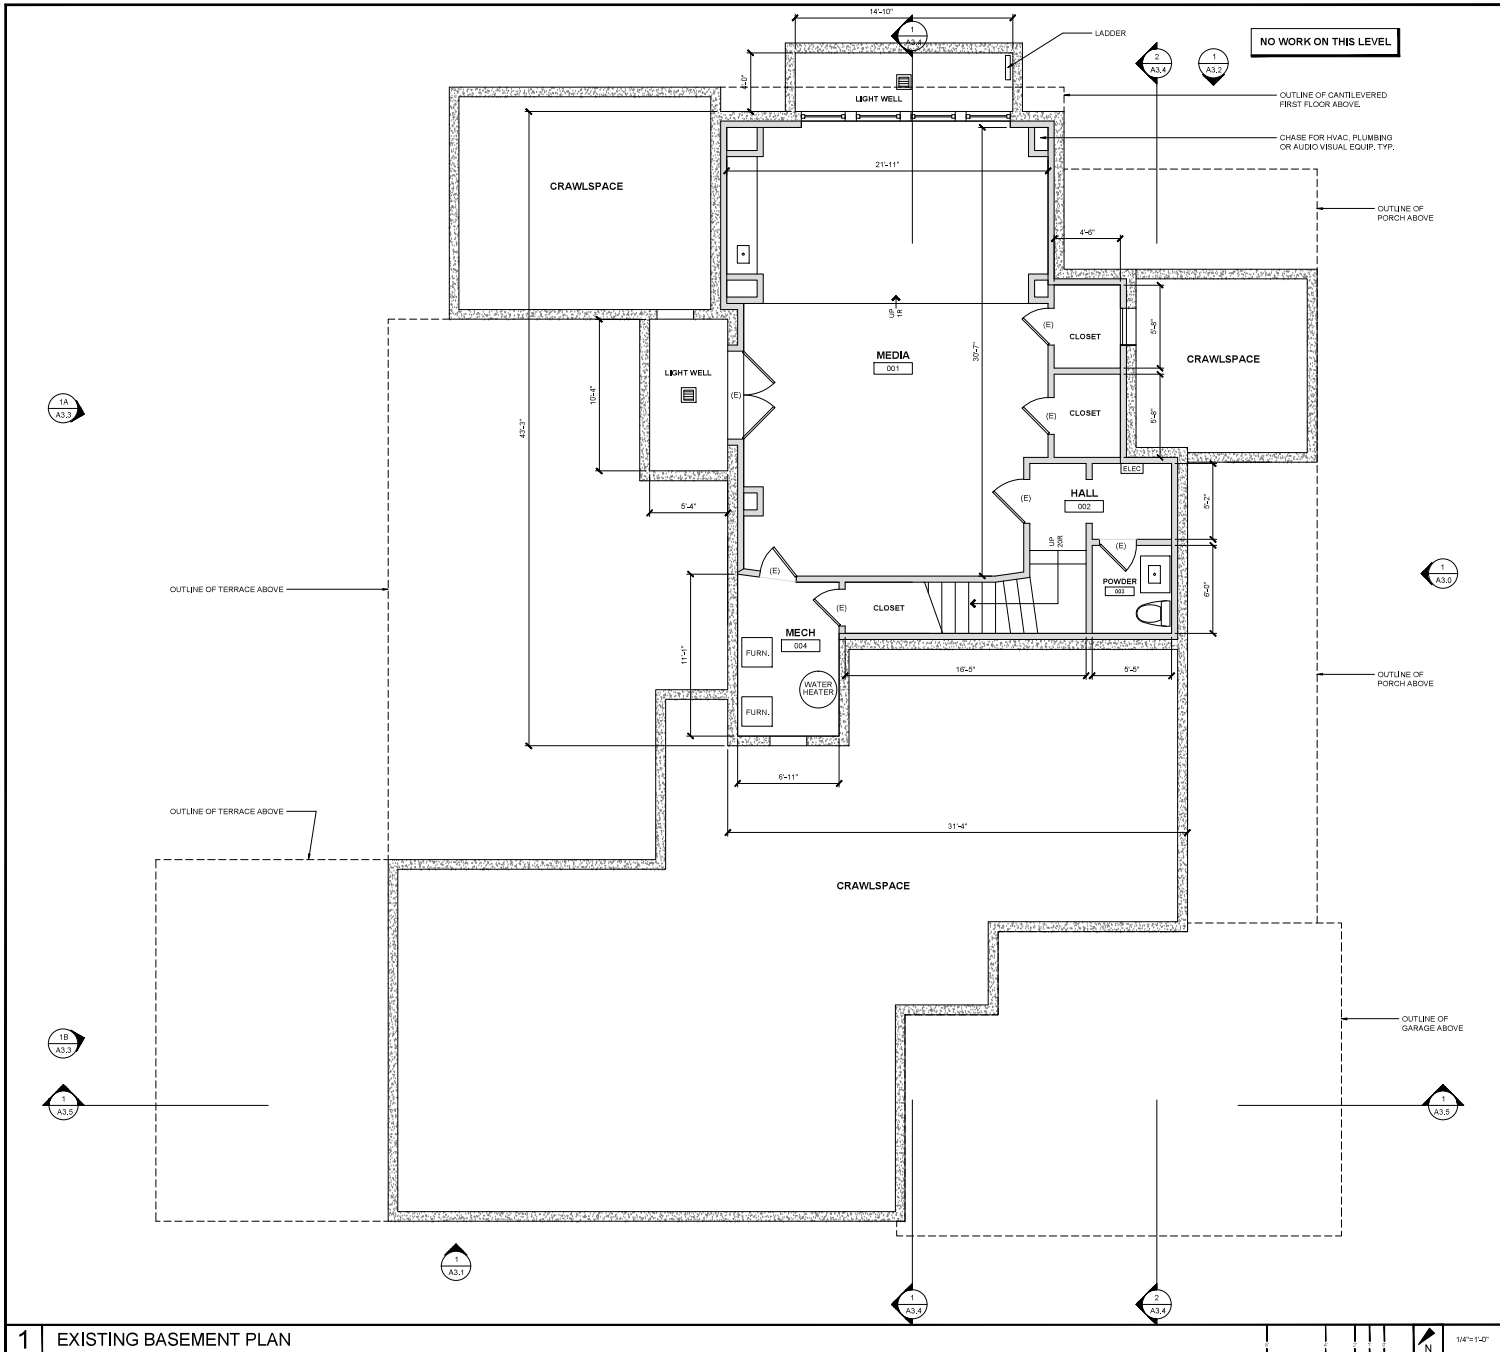 14'-10"
1
A3.4
LADDER
NO WORK ON THIS LEVEL
2
A3.4
1
A3.2
4'-0"
LIGHT WELL
OUTLINE OF CANTILEVERED
FIRST FLOOR ABOVE.
CHASE FOR HVAC, PLUMBING
OR AUDIO VISUAL EQUIP. TYP.
21'-11"
CRAWLSPACE
OUTLINE OF
PORCH ABOVE
4'-6"
UP
1R
(E)
CLOSET
5'-8"
MEDIA
001
30'-7"
CRAWLSPACE
LIGHT WELL
10'-4"
(E)
1A
A3.3
43'-3"
(E)
CLOSET
5'-8"
ELEC
HALL
002
(E)
5'-4"
5'-2"
UP
20R
(E)
(E)
POWDER
003
6'-0"
1
A3.0
OUTLINE OF TERRACE ABOVE
(E)
CLOSET
MECH
004
11'-1"
FURN.
16'-5"
5'-5"
WATER
HEATER
OUTLINE OF
PORCH ABOVE
FURN.
6'-11"
OUTLINE OF TERRACE ABOVE
31'-4"
CRAWLSPACE
OUTLINE OF
GARAGE ABOVE
1B
A3.3
1
A3.5
1
A3.5
1
A3.1
1
A3.4
2
A3.4
1
EXISTING BASEMENT PLAN
N
1/4"=1'-0"